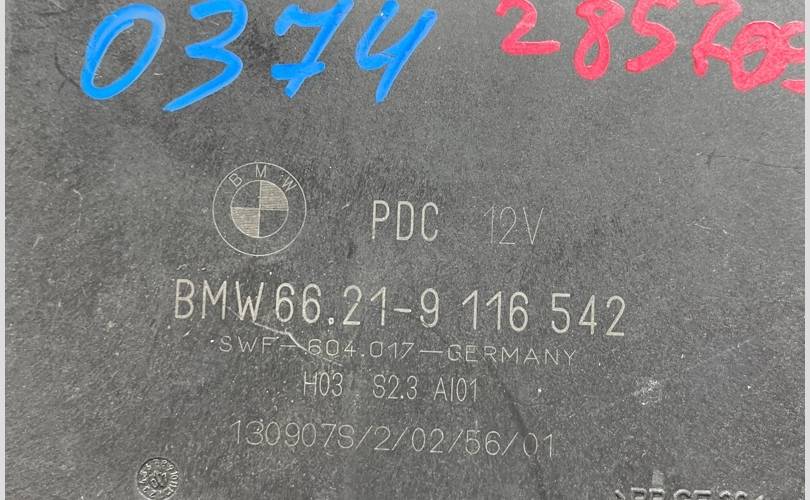 0374 285209
BMW
PDC 12V
BMW 66.21-9 116 542
SWF-604.017-GERMANY
H03 S2.3 AI01
130907S/2/02/56/01